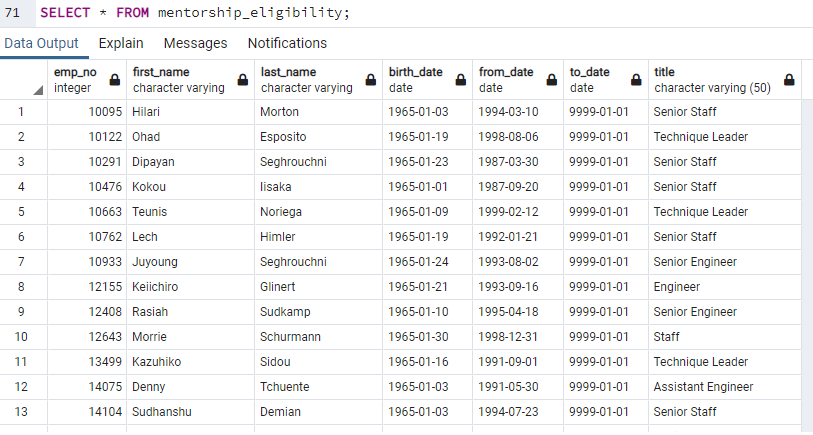 71 SELECT * FROM mentorship_eligibility;
Data Output Explain Messages Notifications
emp_no first_name last_name birth_date from_date to_date title
integer character varying character varying date date date character varying (50)
1 10095 Hilari Morton 1965-01-03 1994-03-10 9999-01-01 Senior Staff
2 10122 Ohad Esposito 1965-01-19 1998-08-06 9999-01-01 Technique Leader
3 10291 Dipayan Seghrouchni 1965-01-23 1987-03-30 9999-01-01 Senior Staff
4 10476 Kokou Iisaka 1965-01-01 1987-09-20 9999-01-01 Senior Staff
5 10663 Teunis Noriega 1965-01-09 1999-02-12 9999-01-01 Technique Leader
6 10762 Lech Himler 1965-01-19 1992-01-21 9999-01-01 Senior Staff
7 10933 Juyoung Seghrouchni 1965-01-24 1993-08-02 9999-01-01 Senior Engineer
8 12155 Keiichiro Glinert 1965-01-21 1993-09-16 9999-01-01 Engineer
9 12408 Rasiah Sudkamp 1965-01-10 1995-04-18 9999-01-01 Senior Engineer
10 12643 Morrie Schurmann 1965-01-30 1998-12-31 9999-01-01 Staff
11 13499 Kazuhiko Sidou 1965-01-16 1991-09-01 9999-01-01 Technique Leader
12 14075 Denny Tchuente 1965-01-03 1991-05-30 9999-01-01 Assistant Engineer
13 14104 Sudhanshu Demian 1965-01-03 1994-07-23 9999-01-01 Senior Staff